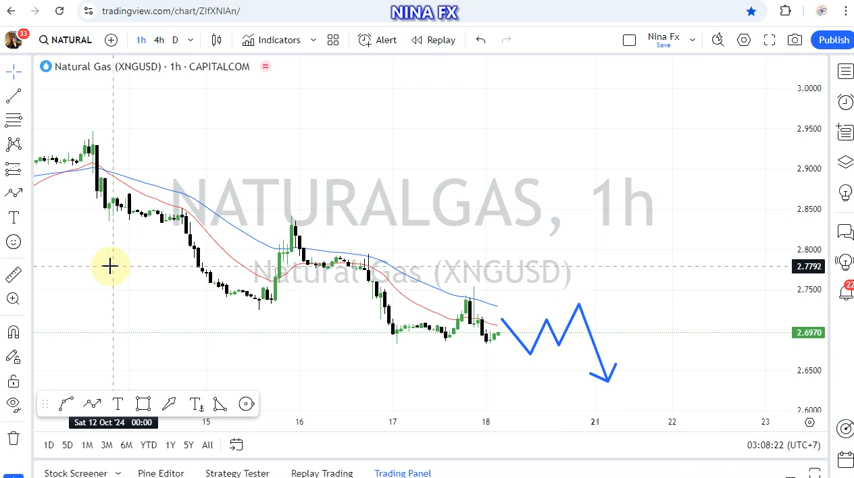 tradingview.com/chart/ZIfXNIAn/
NINA FX
33
NATURAL
1h 4h D
Indicators
Alert
Replay
Nina Fx
Save
Publish
Natural Gas (XNGUSD) · 1h · CAPITALCOM
NATURALGAS, 1h
Natural Gas (XNGUSD)
3.0000
2.9500
2.9000
2.8500
2.8000
2.7792
2.7500
2.6970
2.6500
2.6000
22
Sat 12 Oct '24 00:00
15 16 17 18 21 22 23
1D 5D 1M 3M 6M YTD 1Y 5Y All
03:08:22 (UTC+7)
Stock Screener Pine Editor Strategy Tester Replay Trading Trading Panel